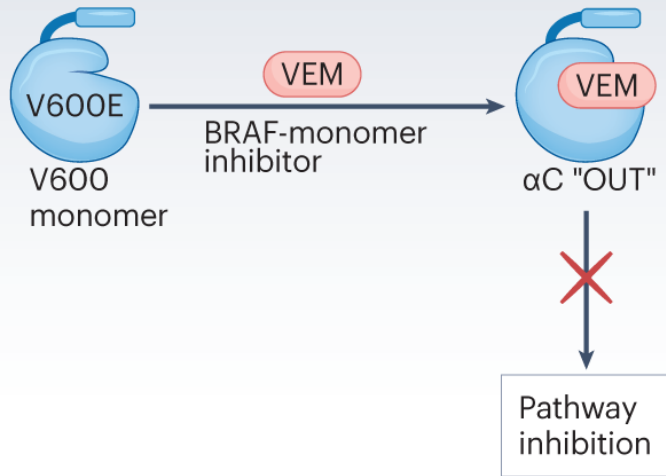 VEM
V600E
VEM
BRAF-monomer
inhibitor
V600
monomer
αC "OUT"
Pathway
inhibition